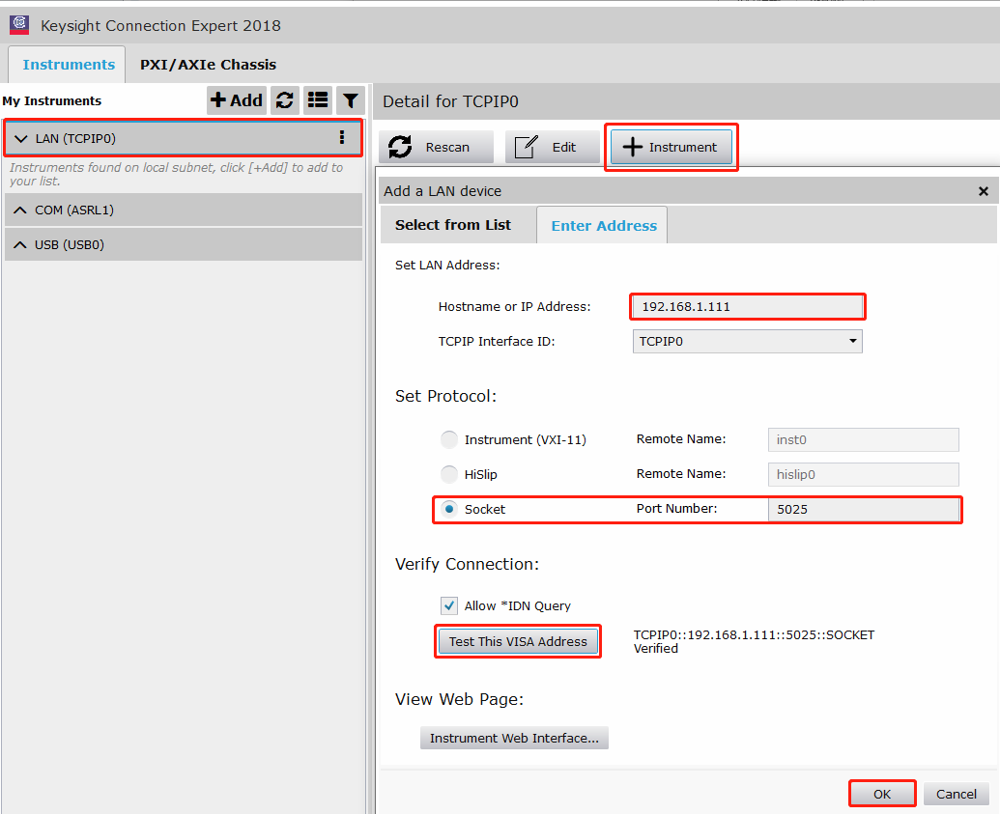 Keysight Connection Expert 2018
Instruments
PXI/AXIe Chassis
My Instruments
Add
Detail for TCPIP0
LAN (TCPIP0)
Instruments found on local subnet, click [+Add] to add to
your list.
COM (ASRL1)
USB (USB0)
Rescan
Edit
Instrument
Add a LAN device
Select from List
Enter Address
Set LAN Address:
Hostname or IP Address:
192.168.1.111
TCPIP Interface ID:
TCPIP0
Set Protocol:
Instrument (VXI-11)
Remote Name:
inst0
HiSlip
Remote Name:
hislip0
Socket
Port Number:
5025
Verify Connection:
Allow *IDN Query
Test This VISA Address
TCPIP0::192.168.1.111::5025::SOCKET
Verified
View Web Page:
Instrument Web Interface...
OK
Cancel